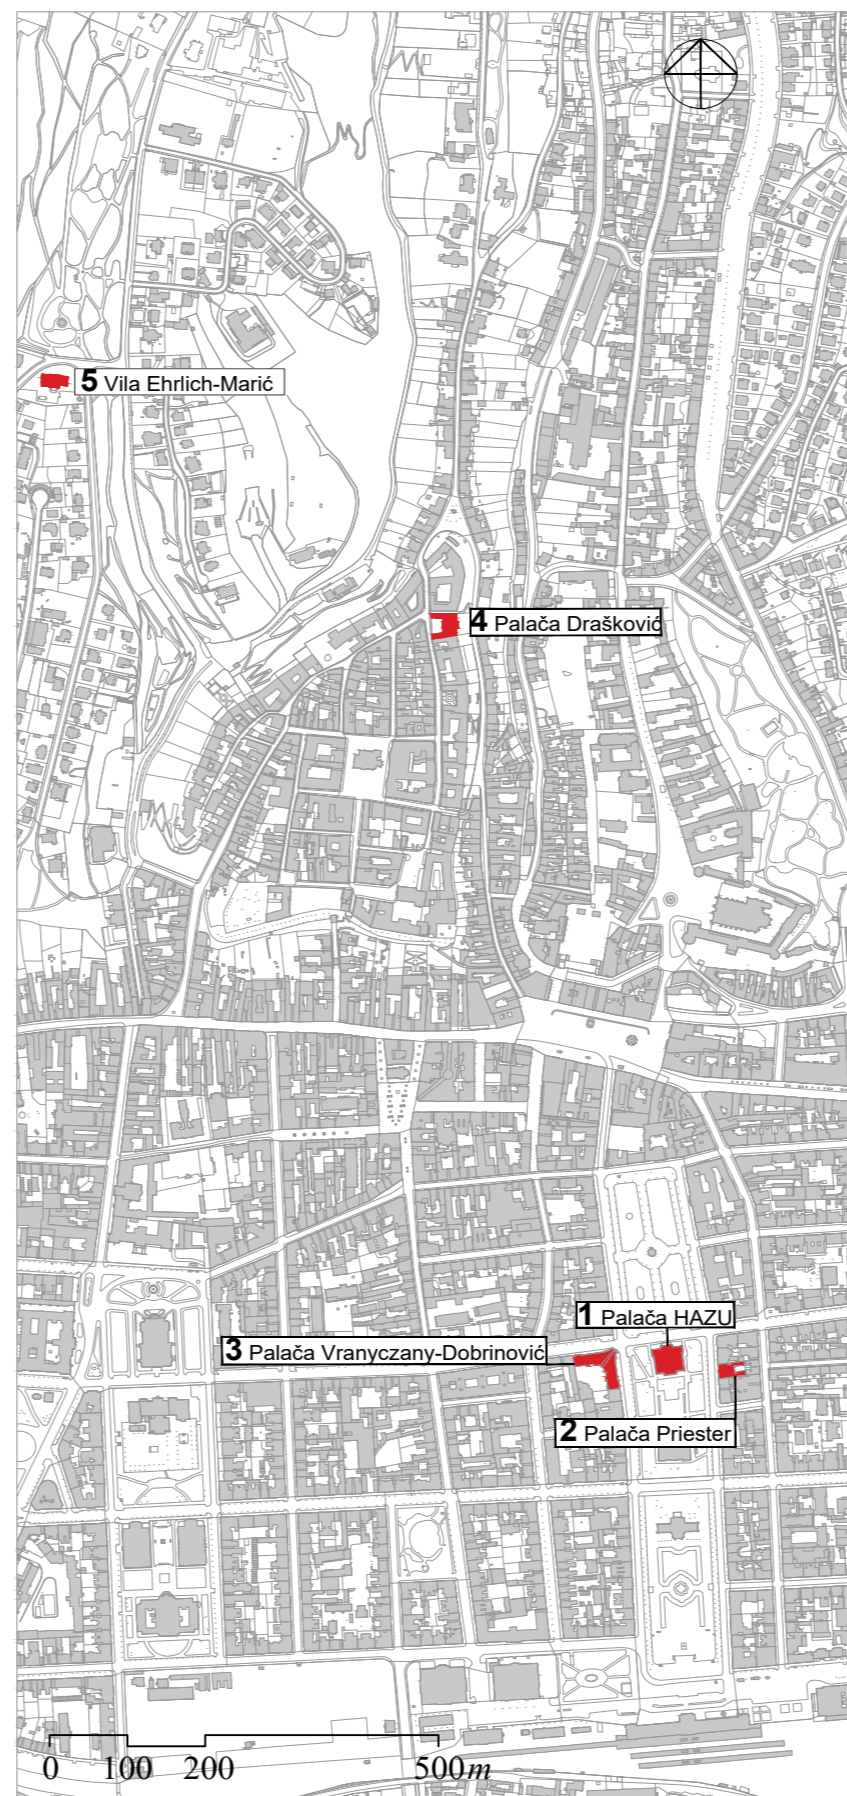 5 Vila Ehrlich-Marić
4 Palača Drašković
1 Palača HAZU
3 Palača Vranyczany-Dobrinović
2 Palača Priester
0 100 200 500m